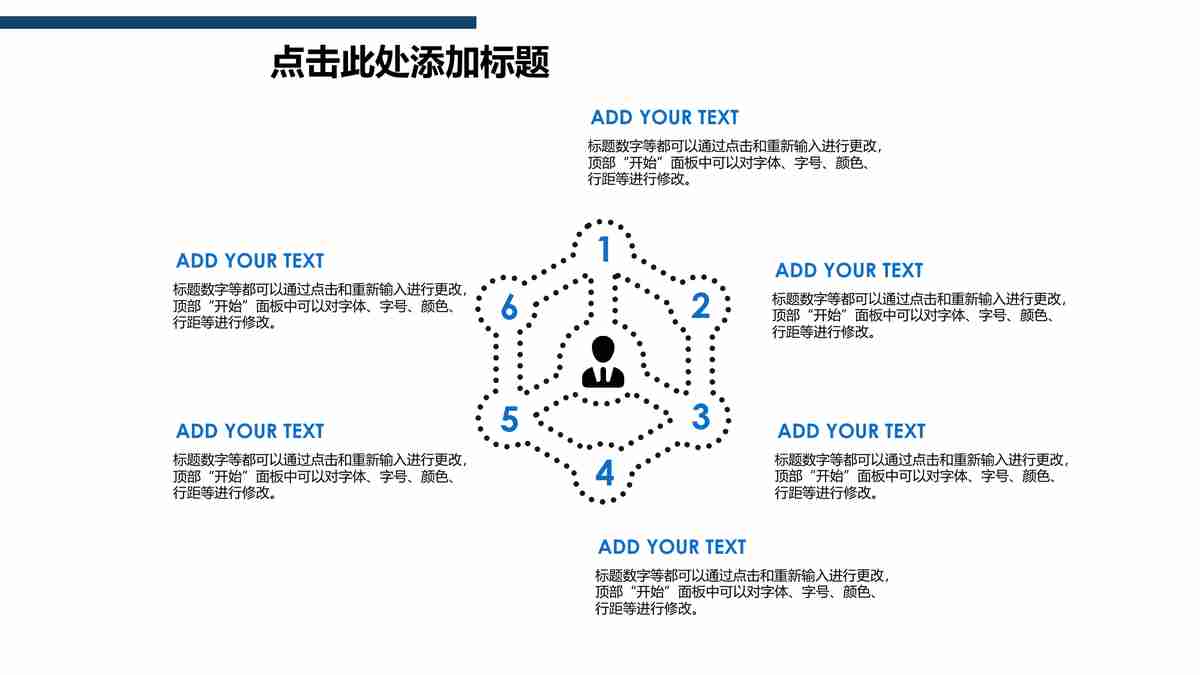 点击此处添加标题
ADD YOUR TEXT
标题数字等都可以通过点击和重新输入进行更改，
顶部“开始”面板中可以对字体、字号、颜色、
行距等进行修改。
1
ADD YOUR TEXT
标题数字等都可以通过点击和重新输入进行更改，
顶部“开始”面板中可以对字体、字号、颜色、
行距等进行修改。
6
2
ADD YOUR TEXT
标题数字等都可以通过点击和重新输入进行更改，
顶部“开始”面板中可以对字体、字号、颜色、
行距等进行修改。
ADD YOUR TEXT
标题数字等都可以通过点击和重新输入进行更改，
顶部“开始”面板中可以对字体、字号、颜色、
行距等进行修改。
5
3
ADD YOUR TEXT
标题数字等都可以通过点击和重新输入进行更改，
顶部“开始”面板中可以对字体、字号、颜色、
行距等进行修改。
4
ADD YOUR TEXT
标题数字等都可以通过点击和重新输入进行更改，
顶部“开始”面板中可以对字体、字号、颜色、
行距等进行修改。